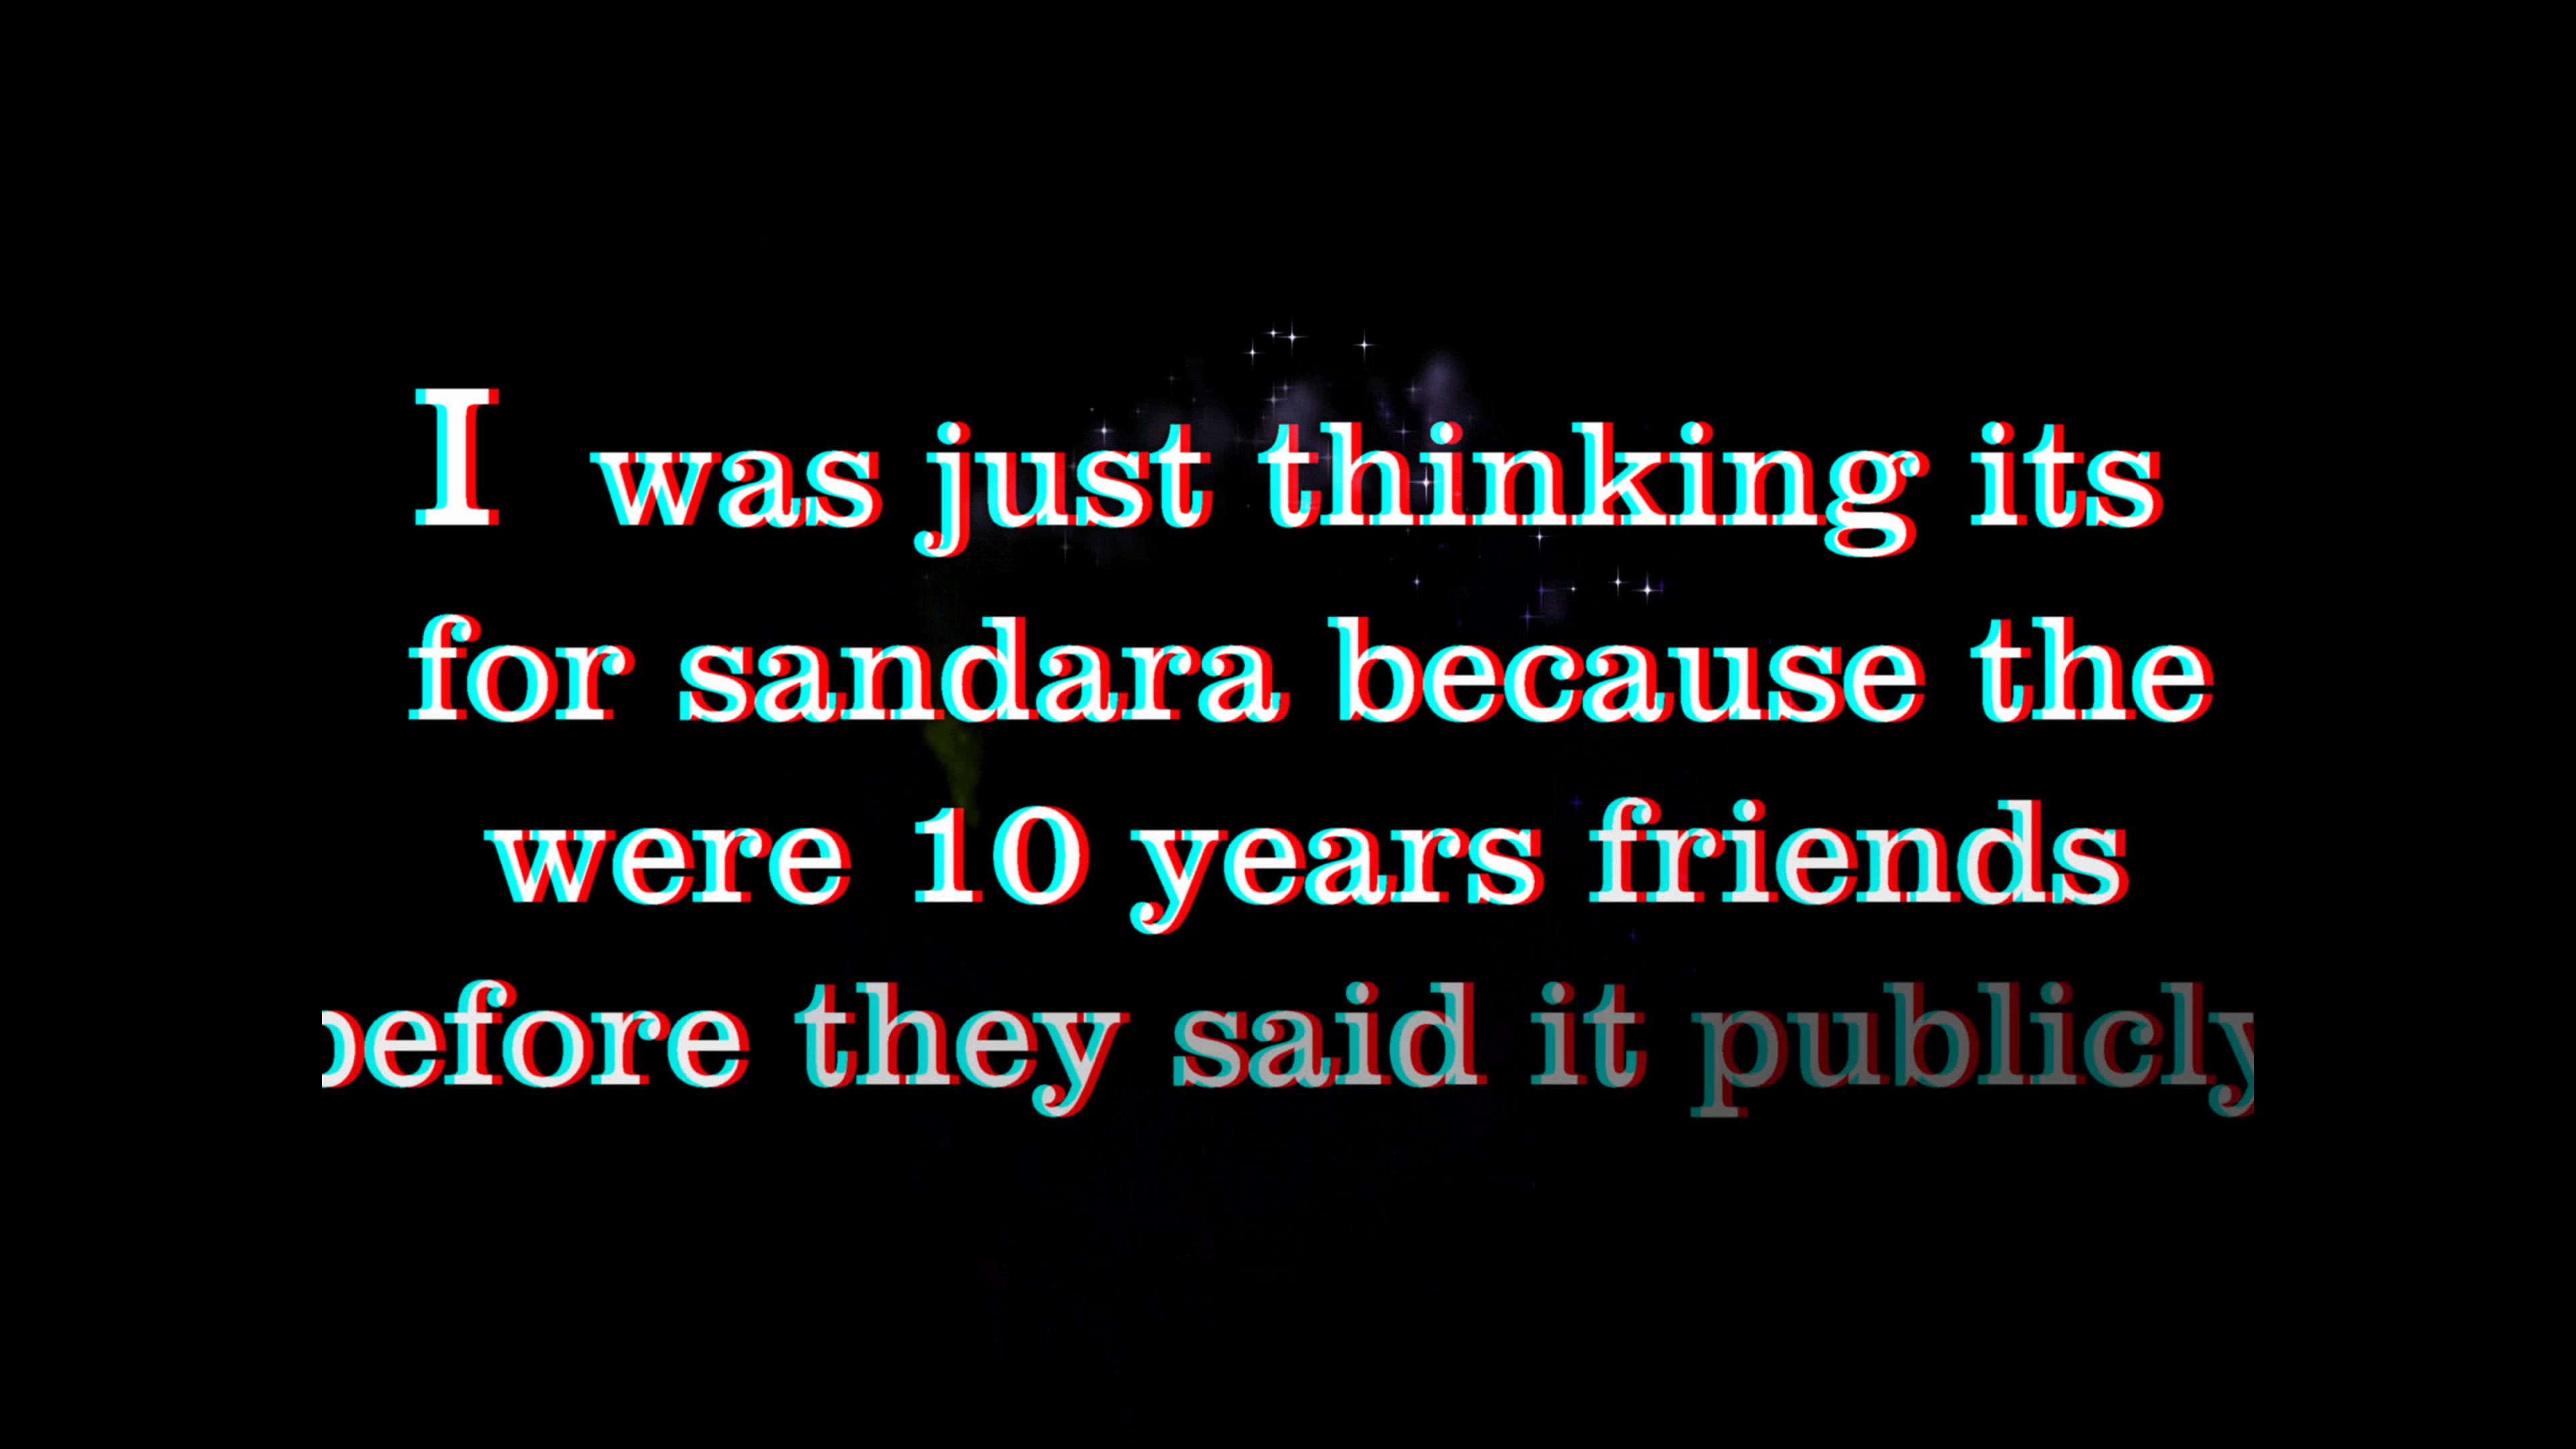 I was just thinking its
for sandara because the
were 10 years friends
before they said it publicly